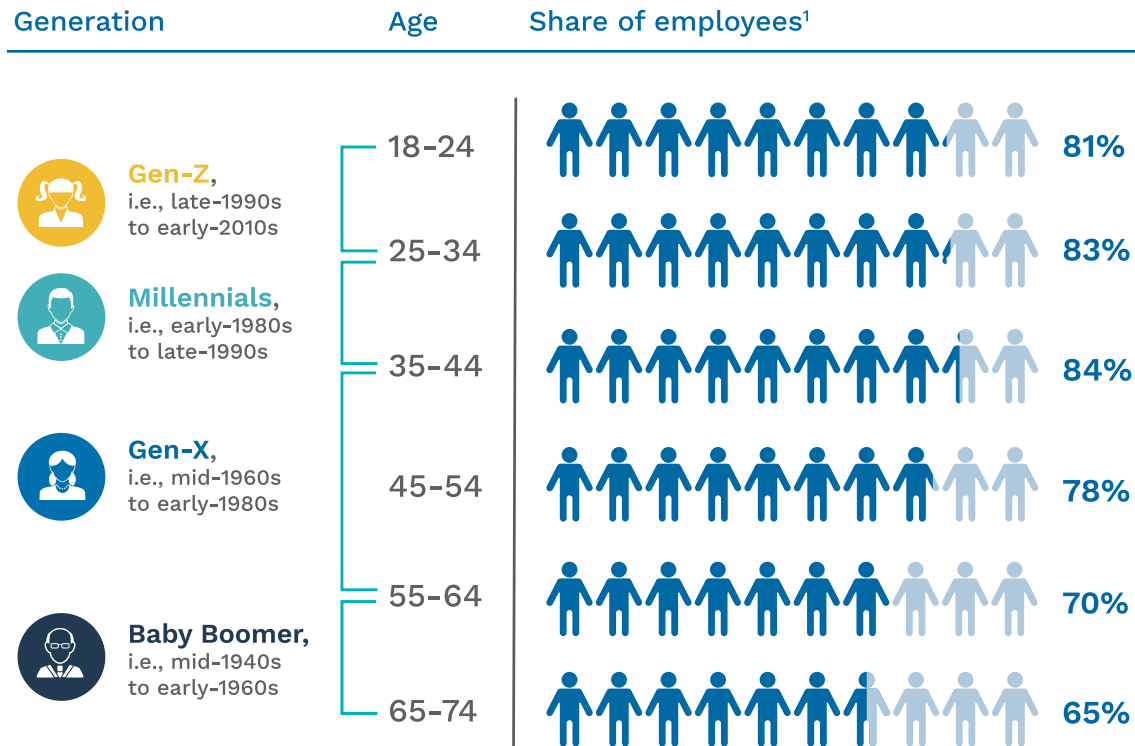 Generation Age Share of employees¹
18-24 81%
Gen-Z,
i.e., late-1990s
to early-2010s
25-34 83%
Millennials,
i.e., early-1980s
to late-1990s
35-44 84%
Gen-X,
i.e., mid-1960s
to early-1980s
45-54 78%
55-64 70%
Baby Boomer,
i.e., mid-1940s
to early-1960s
65-74 65%